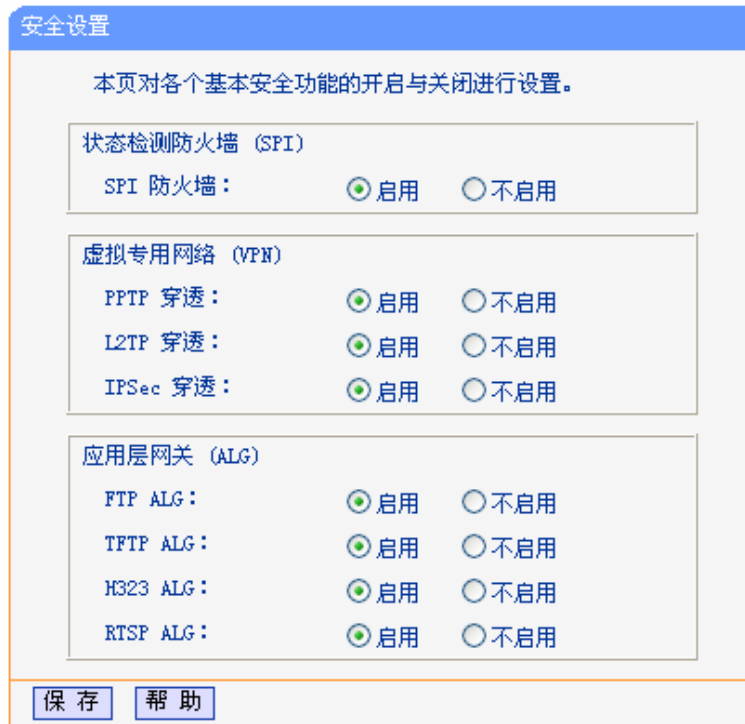 安全设置
本页对各个基本安全功能的开启与关闭进行设置。
状态检测防火墙 (SPI)
SPI 防火墙： 启用 不启用
虚拟专用网络 (VPN)
PPTP 穿透： 启用 不启用
L2TP 穿透： 启用 不启用
IPSec 穿透： 启用 不启用
应用层网关 (ALG)
FTP ALG： 启用 不启用
TFTP ALG： 启用 不启用
H323 ALG： 启用 不启用
RTSP ALG： 启用 不启用
保 存 帮 助